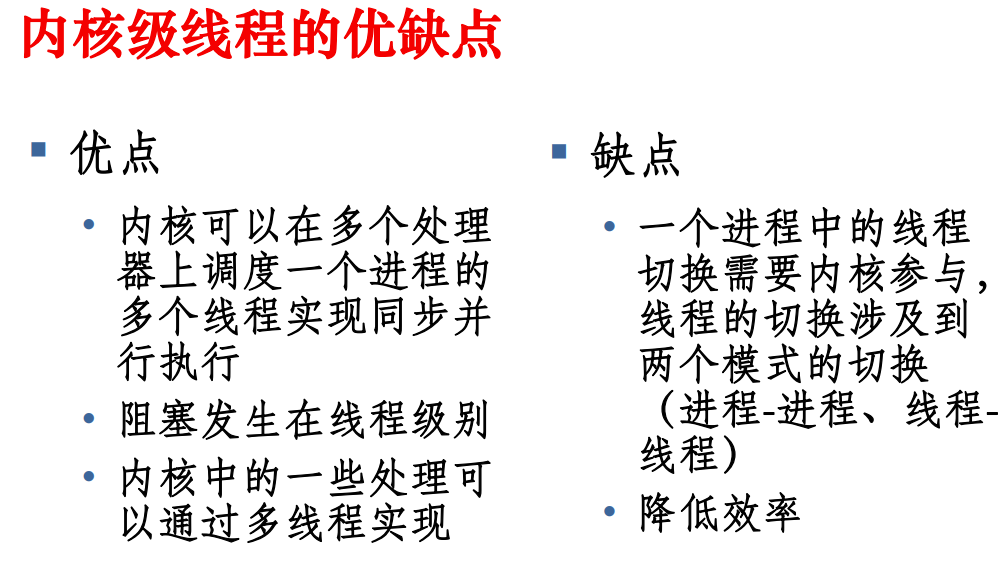 内核级线程的优缺点
优点
内核可以在多个处理
器上调度一个进程的
多个线程实现同步并
行执行
阻塞发生在线程级别
内核中的一些处理可
以通过多线程实现
缺点
一个进程中的线程
切换需要内核参与，
线程的切换涉及到
两个模式的切换
（进程-进程、线程-
线程）
降低效率